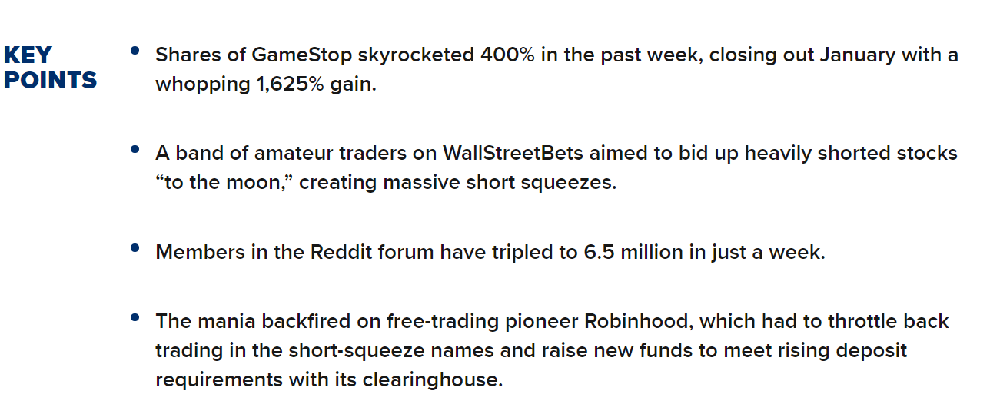 KEY
POINTS
Shares of GameStop skyrocketed 400% in the past week, closing out January with a
whopping 1,625% gain.
A band of amateur traders on WallStreetBets aimed to bid up heavily shorted stocks
“to the moon,” creating massive short squeezes.
Members in the Reddit forum have tripled to 6.5 million in just a week.
The mania backfired on free-trading pioneer Robinhood, which had to throttle back
trading in the short-squeeze names and raise new funds to meet rising deposit
requirements with its clearinghouse.